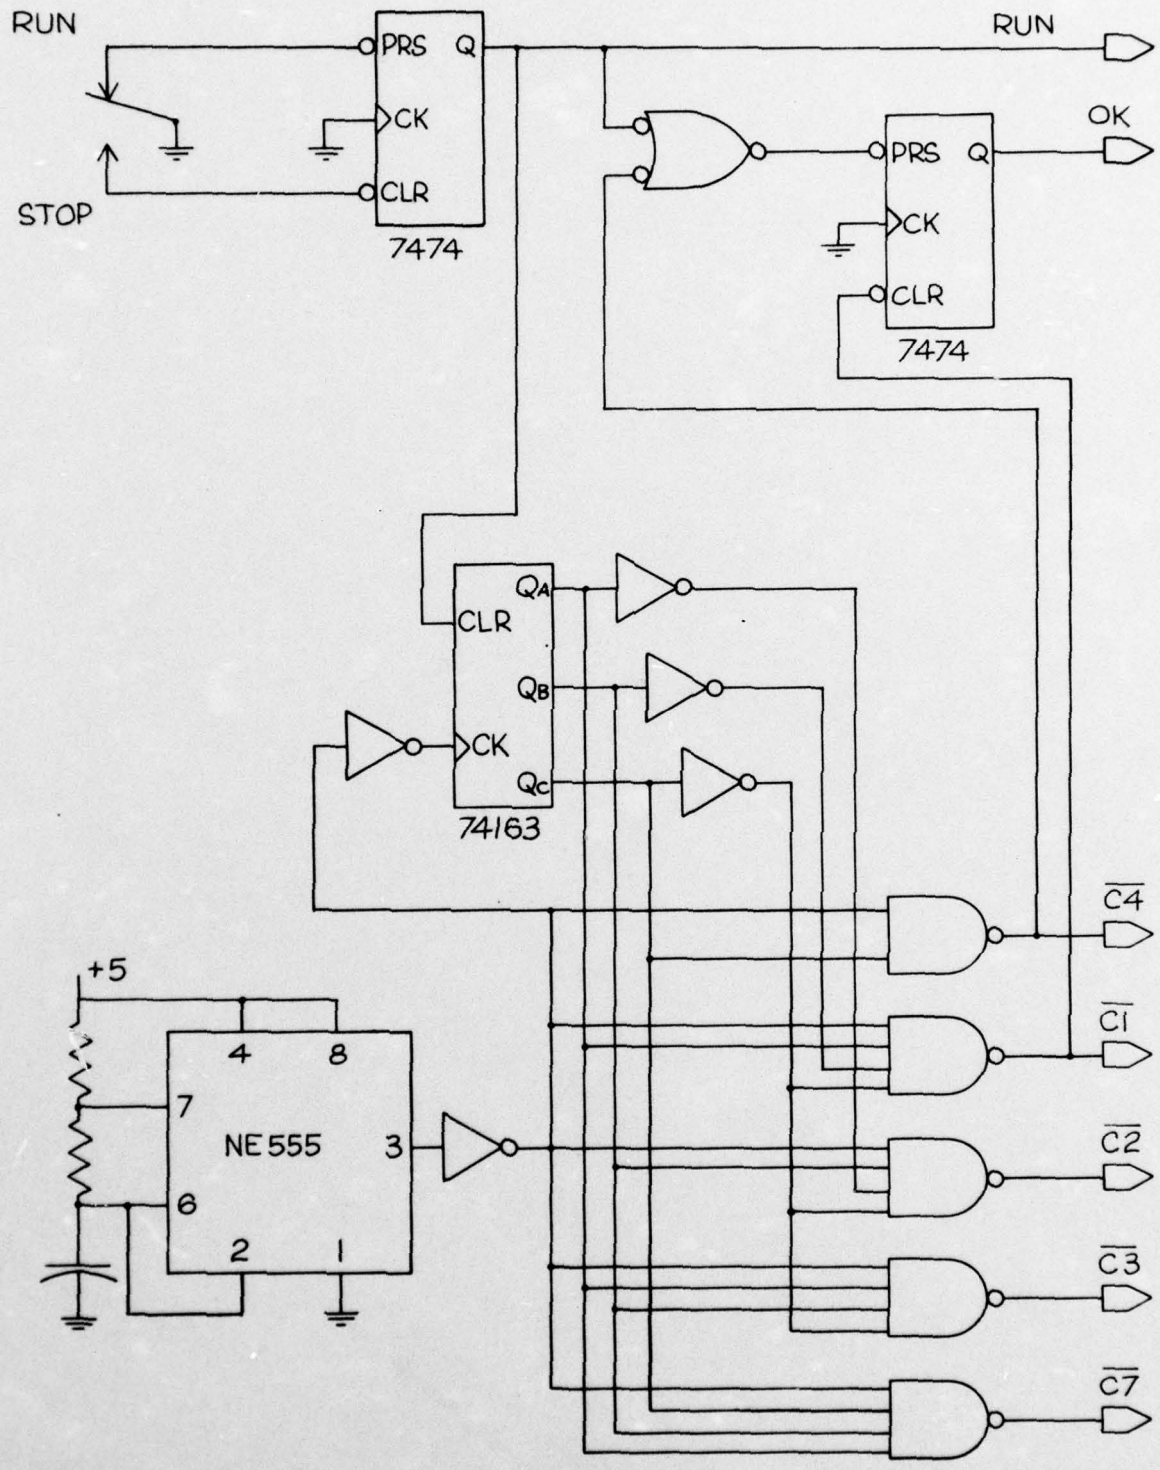 RUN
PRS Q
CK
CLR
7474
STOP
RUN
OK
PRS Q
CK
CLR
7474
QA
CLR
QB
CK
QC
74163
+5
4 8
7
NE555 3
6
2 1
C4
C1
C2
C3
C7